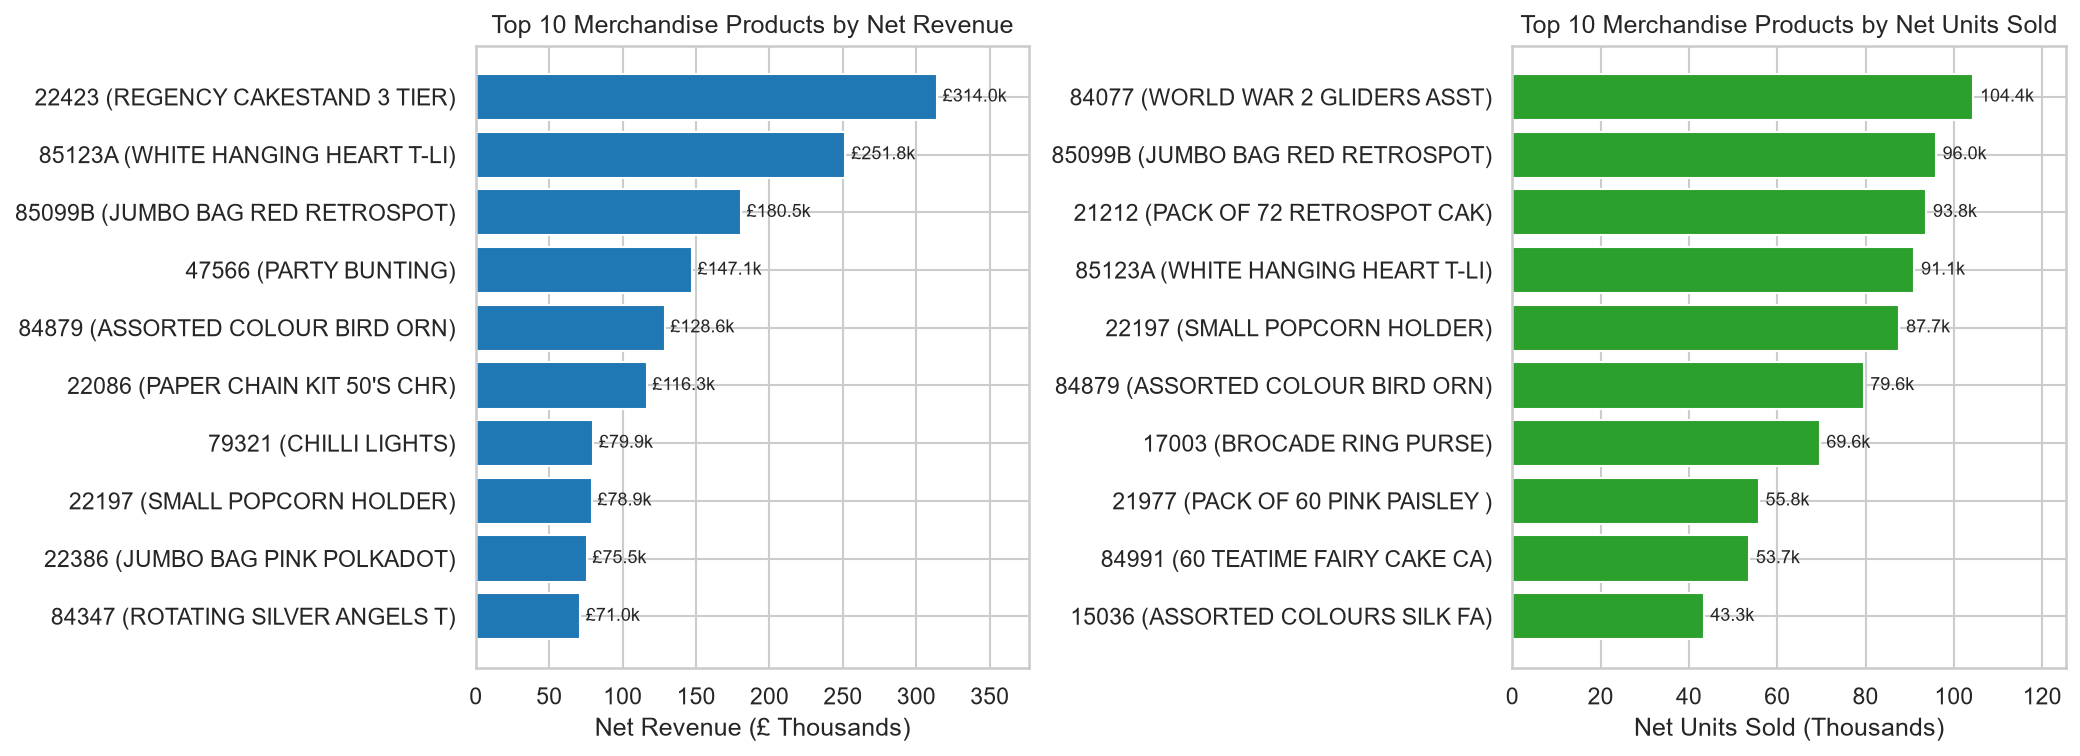 Top 10 Merchandise Products by Net Revenue
22423 (REGENCY CAKESTAND 3 TIER)
£314.0k
85123A (WHITE HANGING HEART T-LI)
£251.8k
85099B (JUMBO BAG RED RETROSPOT)
£180.5k
47566 (PARTY BUNTING)
£147.1k
84879 (ASSORTED COLOUR BIRD ORN)
£128.6k
22086 (PAPER CHAIN KIT 50'S CHR)
£116.3k
79321 (CHILLI LIGHTS)
£79.9k
22197 (SMALL POPCORN HOLDER)
£78.9k
22386 (JUMBO BAG PINK POLKADOT)
£75.5k
84347 (ROTATING SILVER ANGELS T)
£71.0k
0 50 100 150 200 250 300 350
Net Revenue (£ Thousands)
Top 10 Merchandise Products by Net Units Sold
84077 (WORLD WAR 2 GLIDERS ASST)
104.4k
85099B (JUMBO BAG RED RETROSPOT)
96.0k
21212 (PACK OF 72 RETROSPOT CAK)
93.8k
85123A (WHITE HANGING HEART T-LI)
91.1k
22197 (SMALL POPCORN HOLDER)
87.7k
84879 (ASSORTED COLOUR BIRD ORN)
79.6k
17003 (BROCADE RING PURSE)
69.6k
21977 (PACK OF 60 PINK PAISLEY )
55.8k
84991 (60 TEATIME FAIRY CAKE CA)
53.7k
15036 (ASSORTED COLOURS SILK FA)
43.3k
0 20 40 60 80 100 120
Net Units Sold (Thousands)